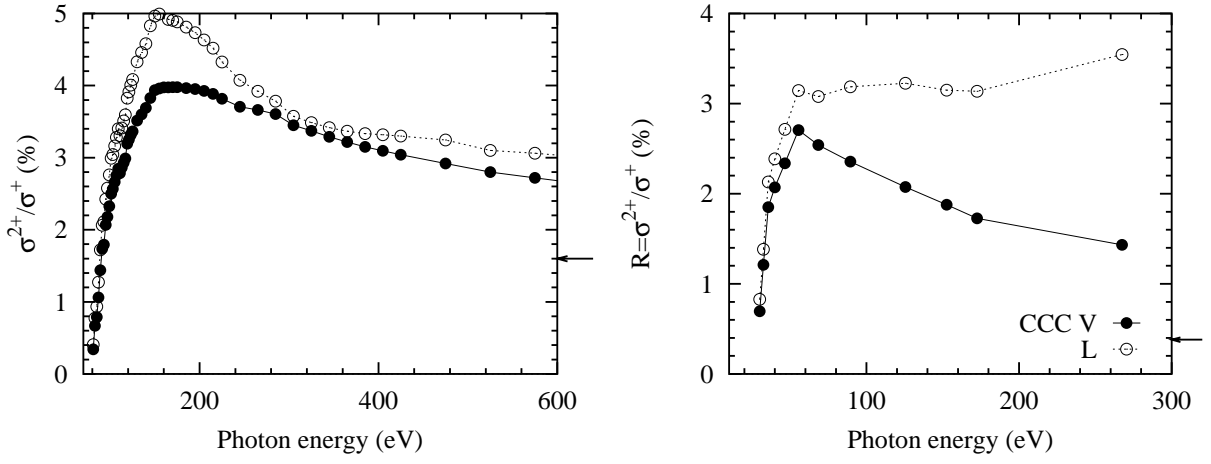 5
4
3
2
1
0
σ²⁺/σ⁺ (%)
200
400
600
Photon energy (eV)
4
3
2
1
0
R=σ²⁺/σ⁺ (%)
CCC V
L
100
200
300
Photon energy (eV)